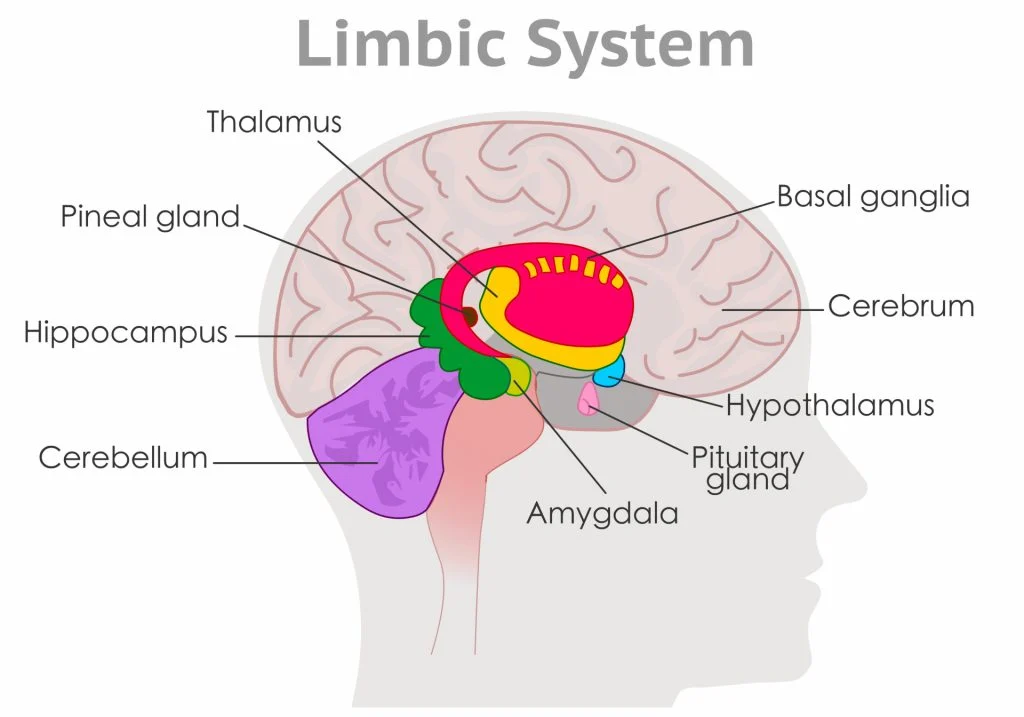 Limbic System
Thalamus
Basal ganglia
Pineal gland
Cerebrum
Hippocampus
Hypothalamus
Cerebellum
Pituitary
gland
Amygdala